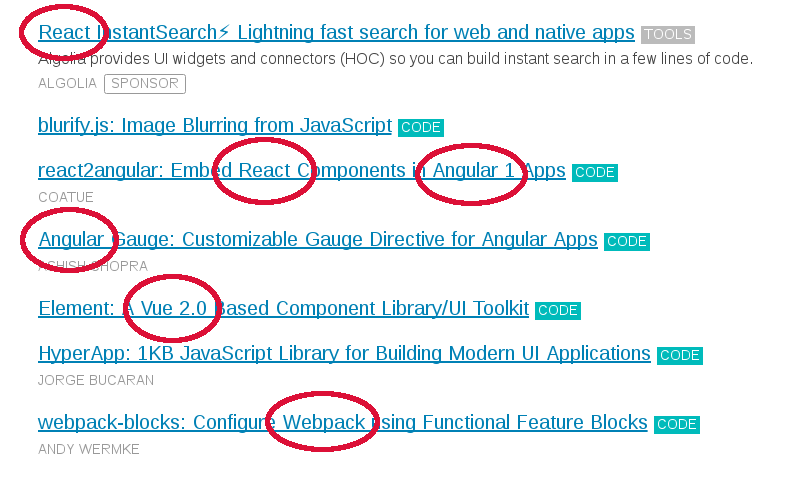 React InstantSearch⚡ Lightning fast search for web and native apps TOOLS
Algolia provides UI widgets and connectors (HOC) so you can build instant search in a few lines of code.
ALGOLIA SPONSOR
blurify.js: Image Blurring from JavaScript CODE
react2angular: Embed React Components in Angular 1 Apps CODE
COATUE
Angular Gauge: Customizable Gauge Directive for Angular Apps CODE
ASHISH CHOPRA
Element: A Vue 2.0 Based Component Library/UI Toolkit CODE
HyperApp: 1KB JavaScript Library for Building Modern UI Applications CODE
JORGE BUCARAN
webpack-blocks: Configure Webpack using Functional Feature Blocks CODE
ANDY WERMKE